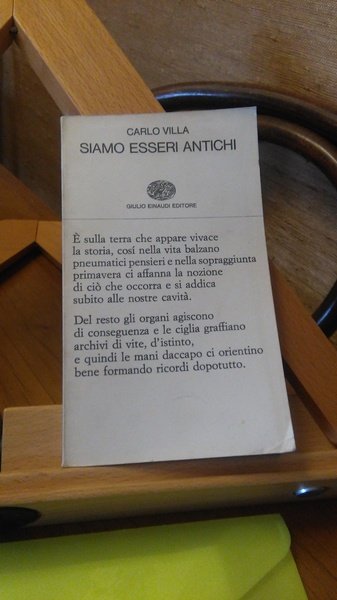 CARLO VILLA
SIAMO ESSERI ANTICHI
GIULIO EINAUDI EDITORE
È sulla terra che appare vivace
la storia, cosí nella vita balzano
pneumatici pensieri e nella sopraggiunta
primavera ci affanna la nozione
di ciò che occorra e si addica
subito alle nostre cavità.
Del resto gli organi agiscono
di conseguenza e le ciglia graffiano
archivi di vite, d'istinto,
e quindi le mani daccapo ci orientino
bene formando ricordi dopotutto.